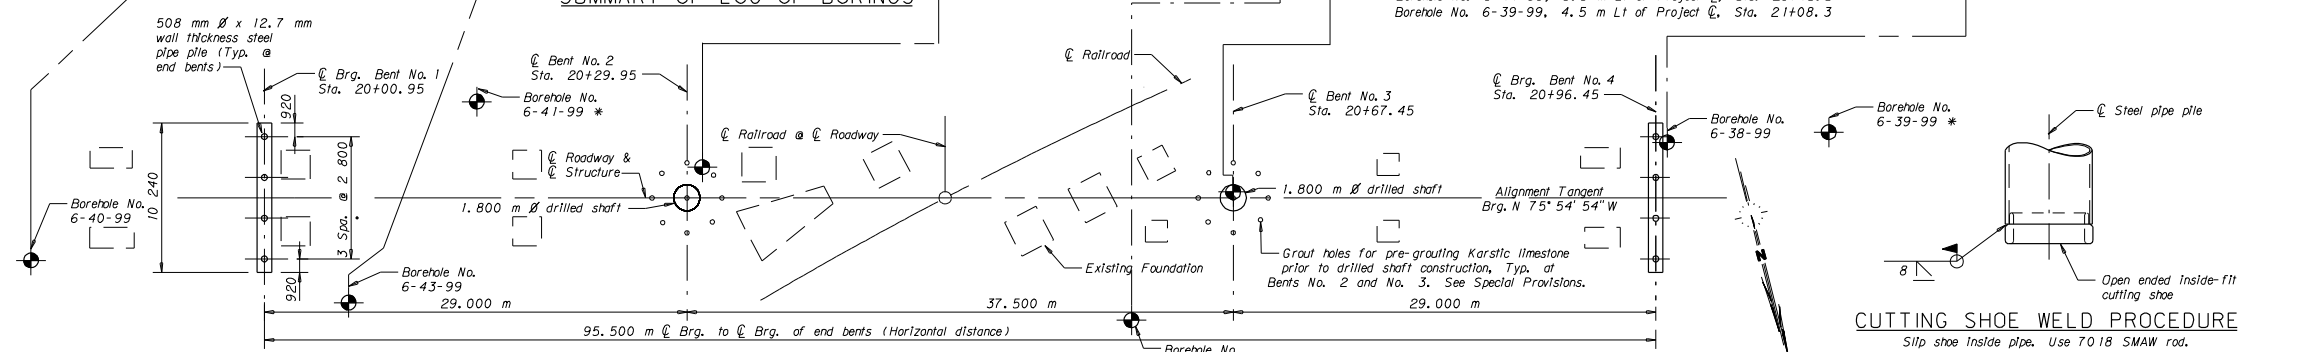 SUMMARY OF LOG OF BORINGS
Borehole No. 6-39-99, 4.5 m Lt of Project ℄, Sta. 21+08.3
508 mm Ø x 12.7 mm
wall thickness steel
pipe pile (Typ. @
end bents)
℄ Brg. Bent No. 1
Sta. 20+00.95
℄ Bent No. 2
Sta. 20+29.95
Borehole No.
6-41-99 *
℄ Railroad
℄ Railroad @ ℄ Roadway
℄ Bent No. 3
Sta. 20+67.45
℄ Brg. Bent No. 4
Sta. 20+96.45
Borehole No.
6-38-99
Borehole No.
6-39-99 *
℄ Steel pipe pile
920
10 240
3 Spa. @ 2 800
920
℄ Roadway &
℄ Structure
1.800 m Ø drilled shaft
1.800 m Ø drilled shaft
Alignment Tangent
Brg. N 75° 54' 54" W
Borehole No.
6-40-99
Borehole No.
6-43-99
Existing Foundation
Grout holes for pre-grouting Karstic limestone
prior to drilled shaft construction, Typ. at
Bents No. 2 and No. 3. See Special Provisions.
N
8
Open ended inside-fit
cutting shoe
29.000 m
37.500 m
29.000 m
95.500 m ℄ Brg. to ℄ Brg. of end bents (Horizontal distance)
Borehole No.
CUTTING SHOE WELD PROCEDURE
Slip shoe inside pipe. Use 7018 SMAW rod.